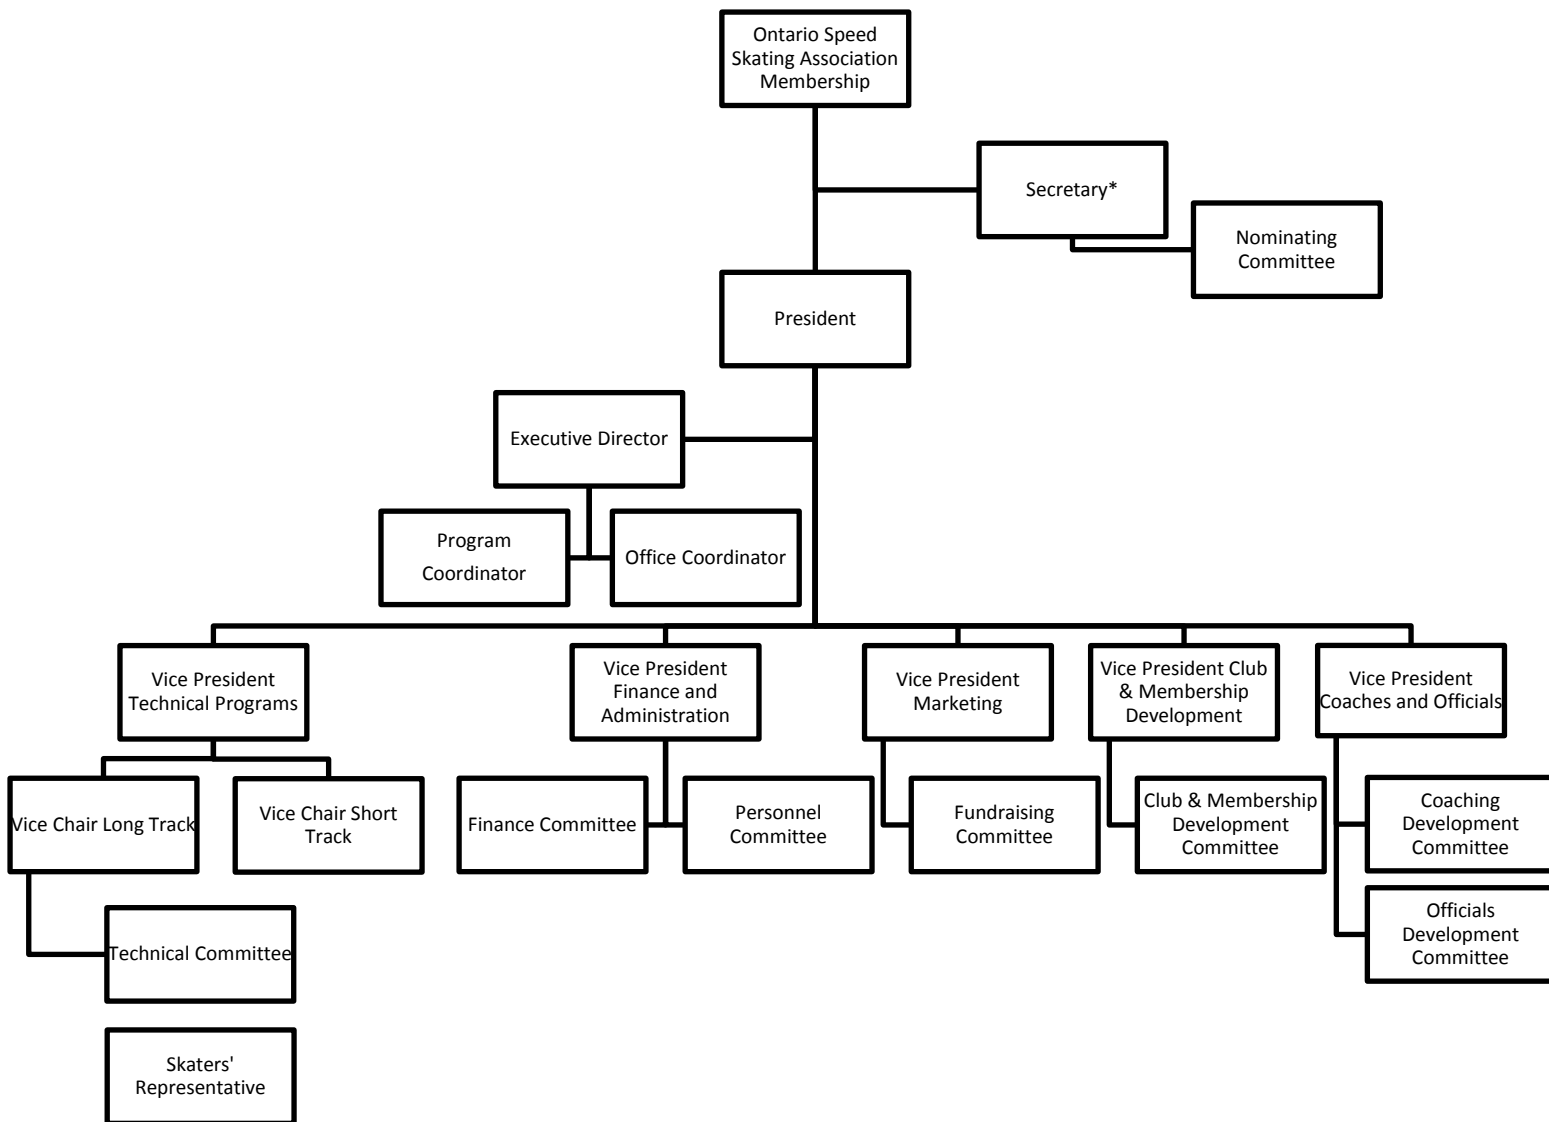 Ontario Speed
Skating Association
Membership
Secretary*
Nominating
Committee
President
Executive Director
Program
Coordinator
Office Coordinator
Vice President
Technical Programs
Vice President
Finance and
Administration
Vice President
Marketing
Vice President Club
& Membership
Development
Vice President
Coaches and Officials
Vice Chair Long Track
Vice Chair Short
Track
Finance Committee
Personnel
Committee
Fundraising
Committee
Club & Membership
Development
Committee
Coaching
Development
Committee
Technical Committee
Officials
Development
Committee
Skaters'
Representative